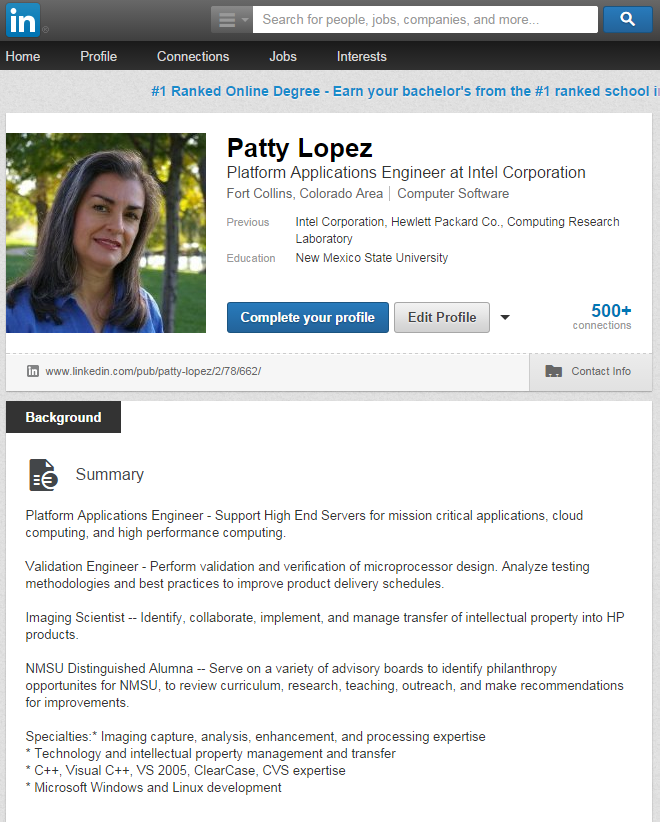 in
Search for people, jobs, companies, and more...
Home Profile Connections Jobs Interests
#1 Ranked Online Degree - Earn your bachelor's from the #1 ranked school
Patty Lopez
Platform Applications Engineer at Intel Corporation
Fort Collins, Colorado Area | Computer Software
Previous Intel Corporation, Hewlett Packard Co., Computing Research
Laboratory
Education New Mexico State University
Complete your profile Edit Profile 500+
connections
in www.linkedin.com/pub/patty-lopez/2/78/662/ Contact Info
Background
Summary
Platform Applications Engineer - Support High End Servers for mission critical applications, cloud
computing, and high performance computing.
Validation Engineer - Perform validation and verification of microprocessor design. Analyze testing
methodologies and best practices to improve product delivery schedules.
Imaging Scientist -- Identify, collaborate, implement, and manage transfer of intellectual property into HP
products.
NMSU Distinguished Alumna -- Serve on a variety of advisory boards to identify philanthropy
opportunites for NMSU, to review curriculum, research, teaching, outreach, and make recommendations
for improvements.
Specialties:* Imaging capture, analysis, enhancement, and processing expertise
* Technology and intellectual property management and transfer
* C++, Visual C++, VS 2005, ClearCase, CVS expertise
* Microsoft Windows and Linux development